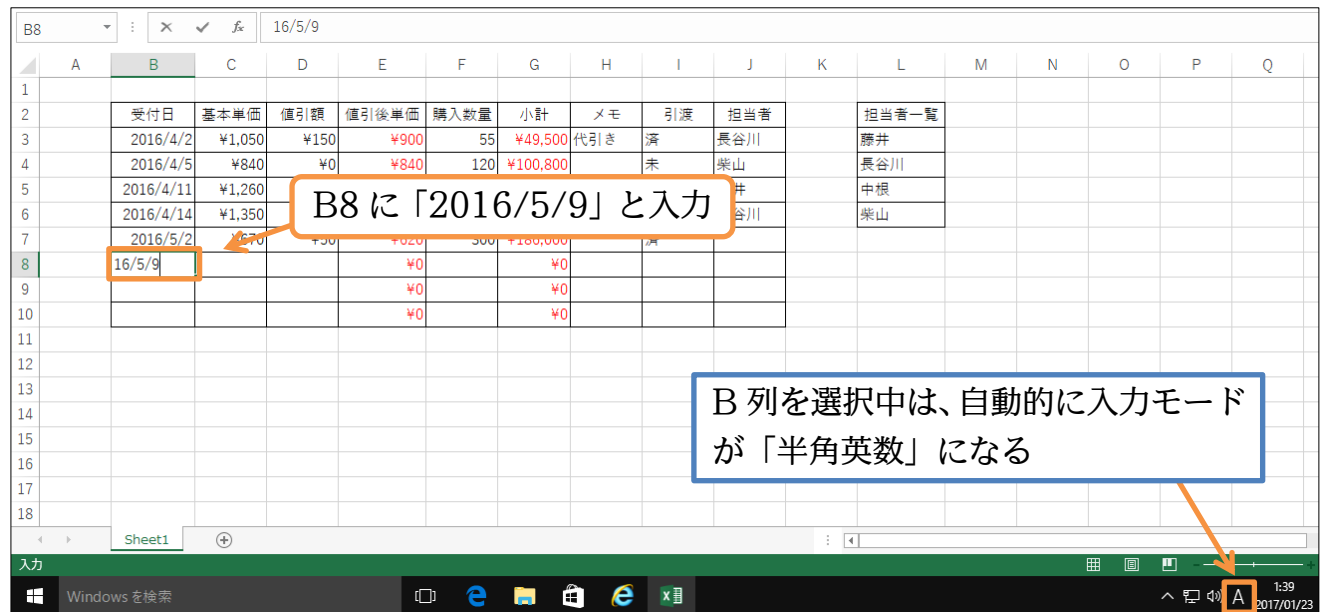 B8 16/5/9
A B C D E F G H I J K L M N O P Q
1
2 受付日 基本単価 値引額 値引後単価 購入数量 小計 メモ 引渡 担当者 担当者一覧
3 2016/4/2 ¥1,050 ¥150 ¥900 55 ¥49,500 代引き 済 長谷川 藤井
4 2016/4/5 ¥840 ¥0 ¥840 120 ¥100,800 未 柴山 長谷川
5 2016/4/11 ¥1,260 中根
B8 に「2016/5/9」と入力
6 2016/4/14 ¥1,350 柴山
7 2016/5/2
8 16/5/9 ¥0 ¥0
9 ¥0 ¥0
10 ¥0 ¥0
11
12
13
14
15
16
17
18
B 列を選択中は、自動的に入力モード
が「半角英数」になる
Sheet1
入力
Windows を検索 A 1:39
2017/01/23